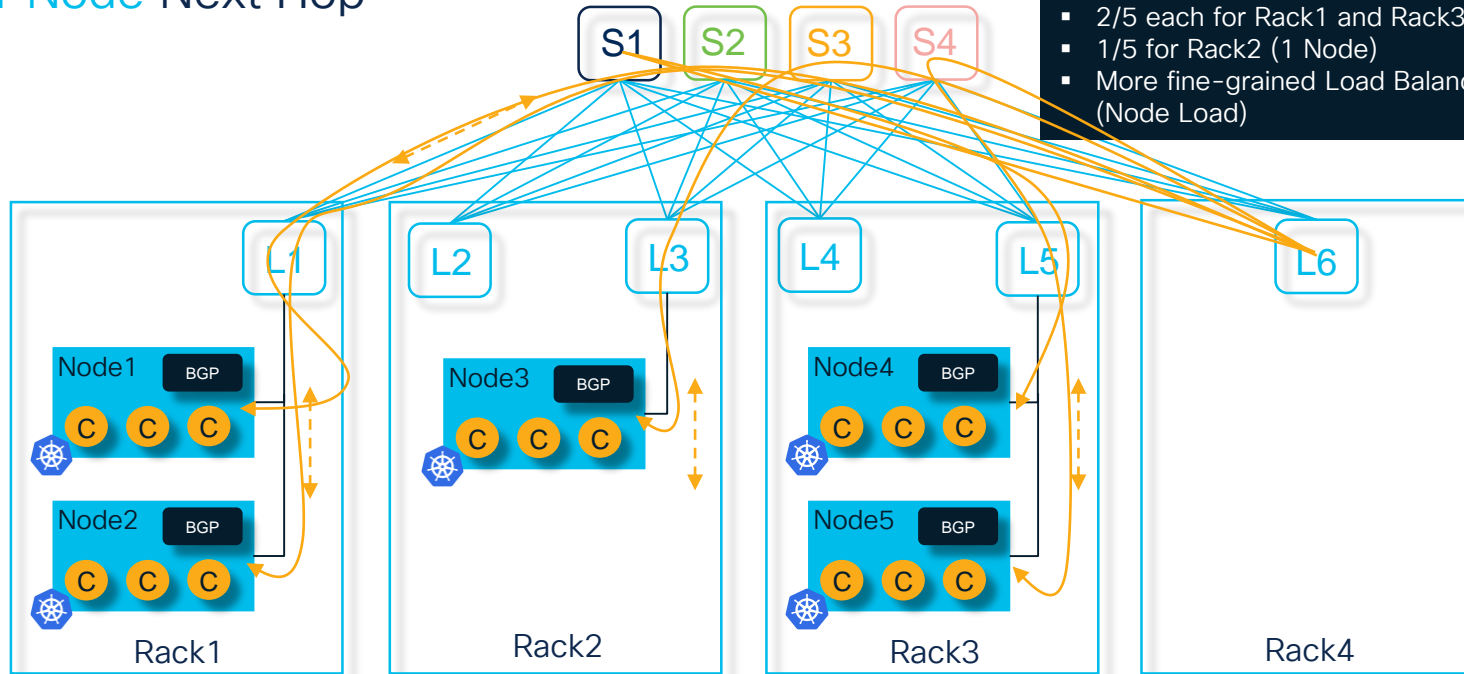 Node Next Hop
2/5 each for Rack1 and Rack3
1/5 for Rack2 (1 Node)
More fine-grained Load Balanc
(Node Load)
S1 S2 S3 S4
L1 L2 L3 L4 L5 L6
Node1 BGP
C C C
Node2 BGP
C C C
Rack1
Node3 BGP
C C C
Rack2
Node4 BGP
C C C
Node5 BGP
C C C
Rack3
Rack4